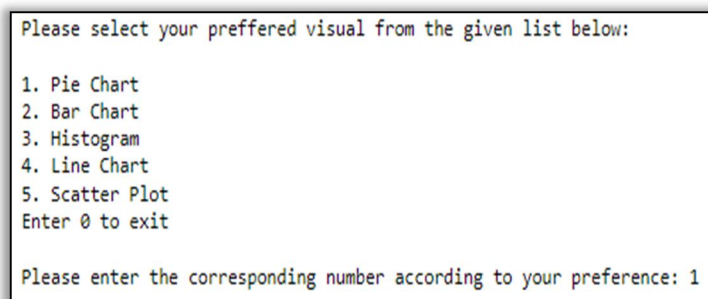 Please select your preffered visual from the given list below:
1. Pie Chart
2. Bar Chart
3. Histogram
4. Line Chart
5. Scatter Plot
Enter 0 to exit
Please enter the corresponding number according to your preference: 1